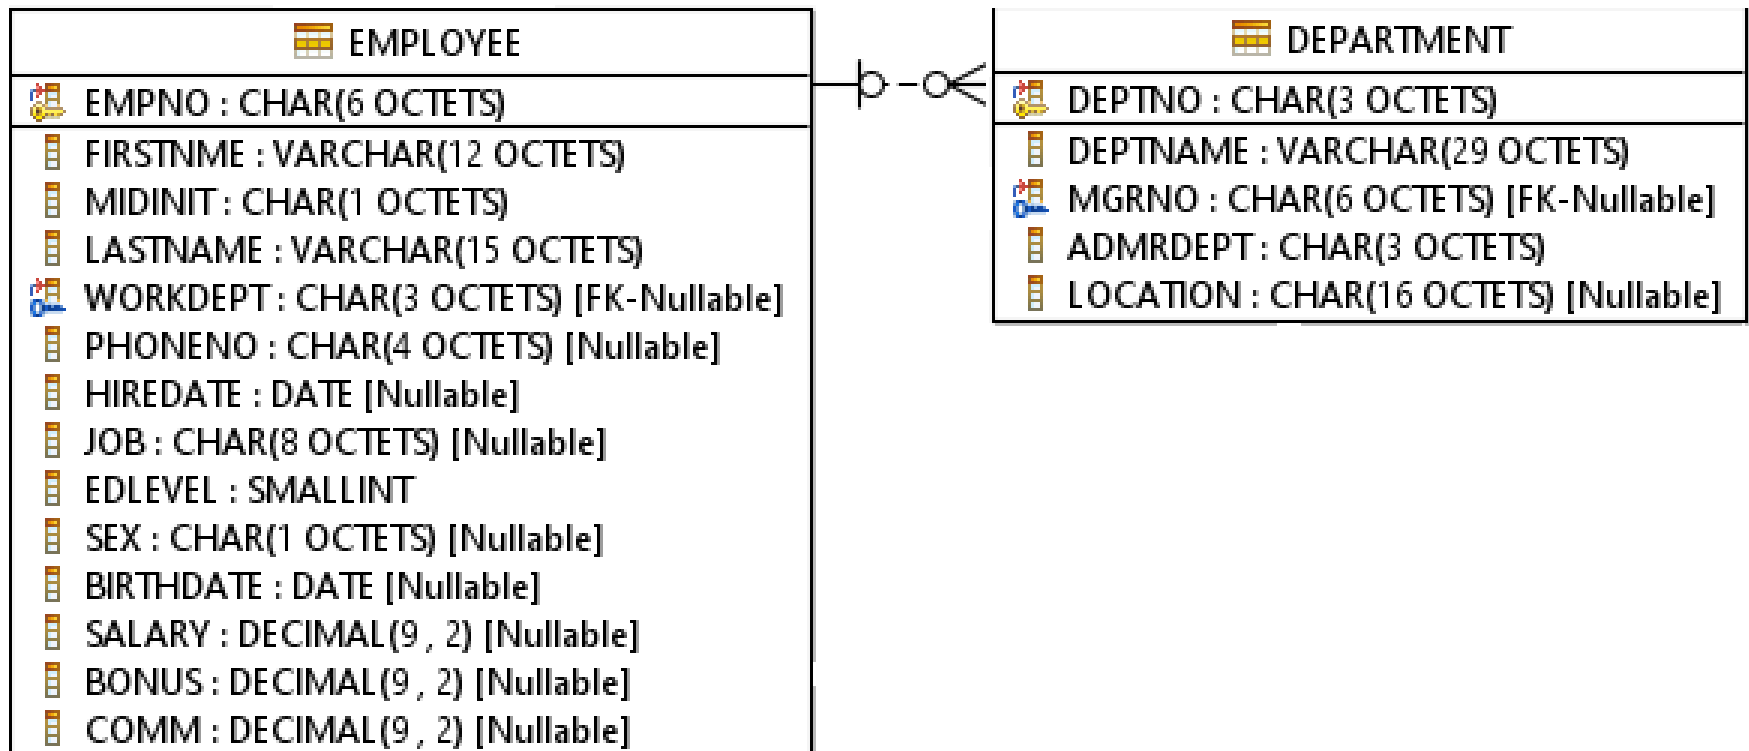 EMPLOYEE
EMPNO : CHAR(6 OCTETS)
FIRSTNME : VARCHAR(12 OCTETS)
MIDINIT : CHAR(1 OCTETS)
LASTNAME : VARCHAR(15 OCTETS)
WORKDEPT : CHAR(3 OCTETS) [FK-Nullable]
PHONENO : CHAR(4 OCTETS) [Nullable]
HIREDATE : DATE [Nullable]
JOB : CHAR(8 OCTETS) [Nullable]
EDLEVEL : SMALLINT
SEX : CHAR(1 OCTETS) [Nullable]
BIRTHDATE : DATE [Nullable]
SALARY : DECIMAL(9 , 2) [Nullable]
BONUS : DECIMAL(9 , 2) [Nullable]
COMM : DECIMAL(9 , 2) [Nullable]
DEPARTMENT
DEPTNO : CHAR(3 OCTETS)
DEPTNAME : VARCHAR(29 OCTETS)
MGRNO : CHAR(6 OCTETS) [FK-Nullable]
ADMRDEPT : CHAR(3 OCTETS)
LOCATION : CHAR(16 OCTETS) [Nullable]